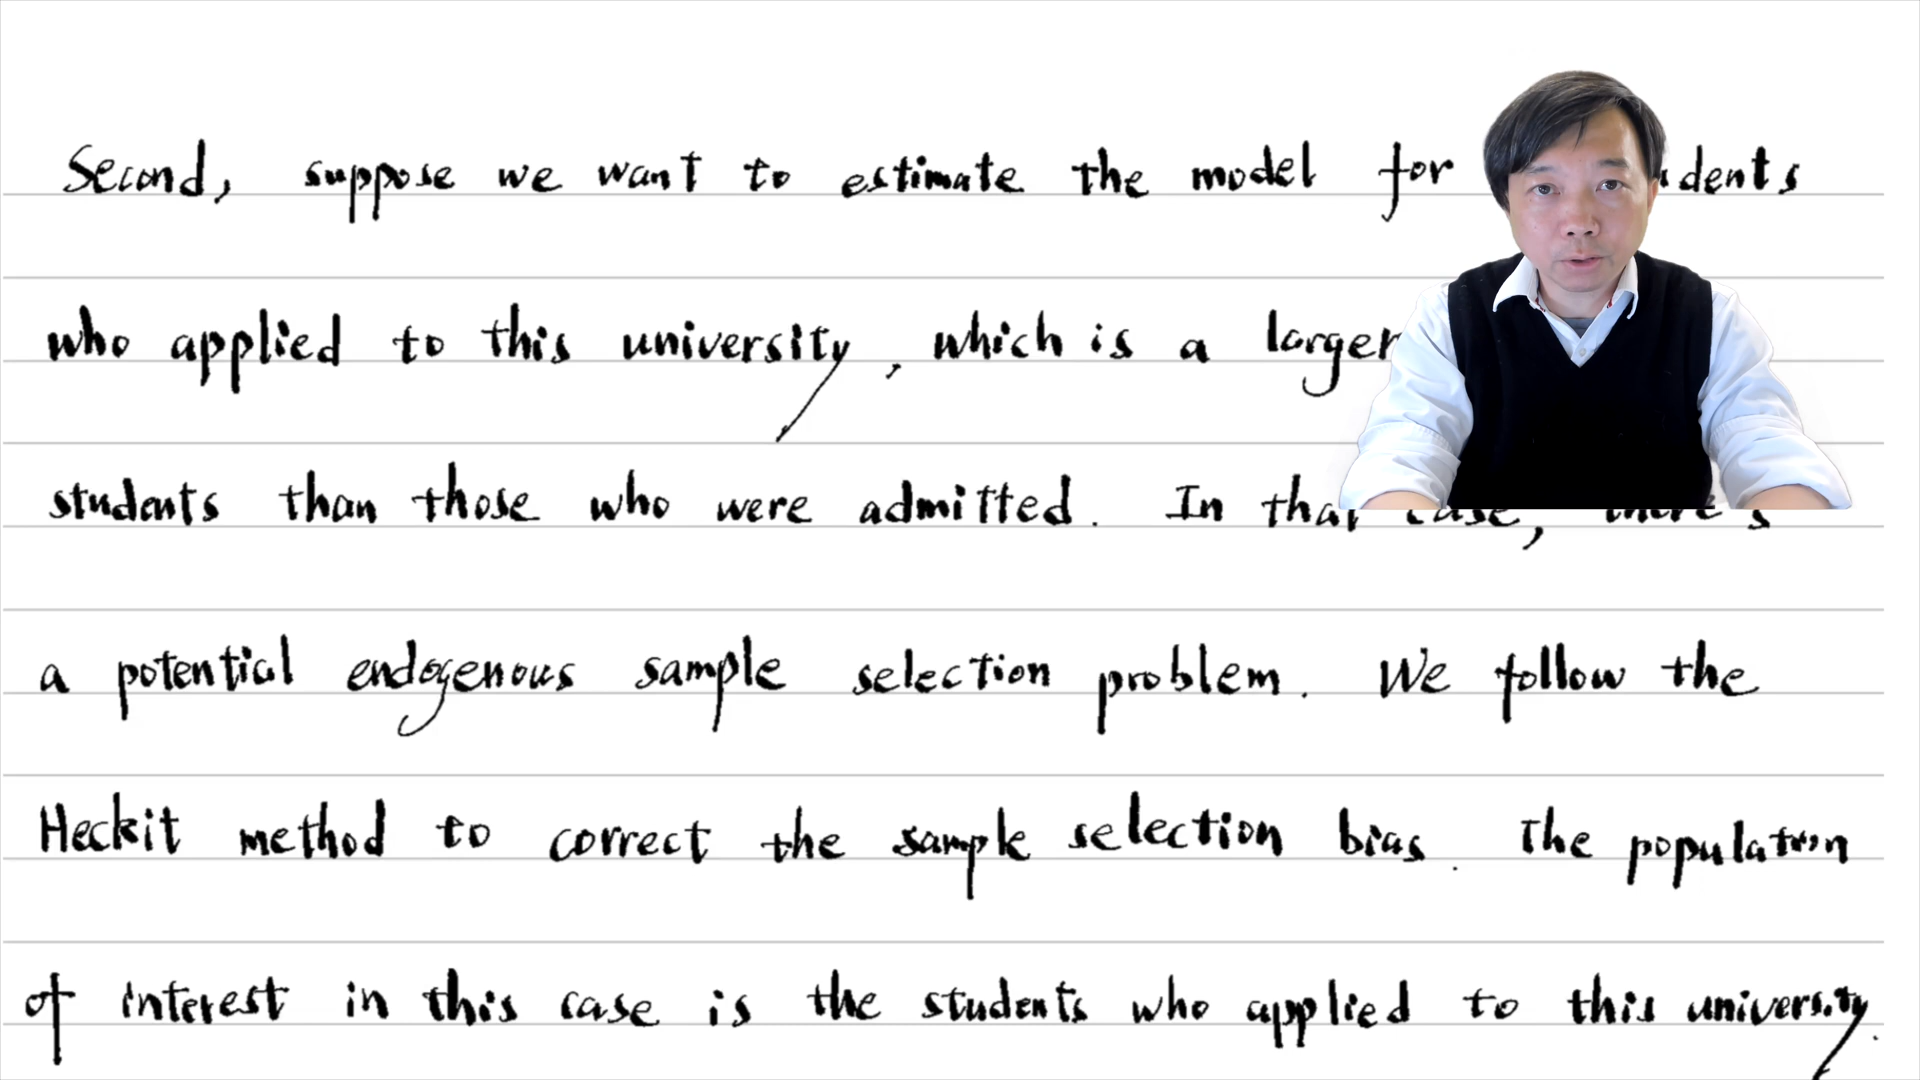 Second, suppose we want to estimate the model for
who applied to this university, which is a larger
students than those who were admitted. In that case, there's
a potential endogenous sample selection problem. We follow the
Heckit method to correct the sample selection bias. The population
of interest in this case is the students who applied to this university.